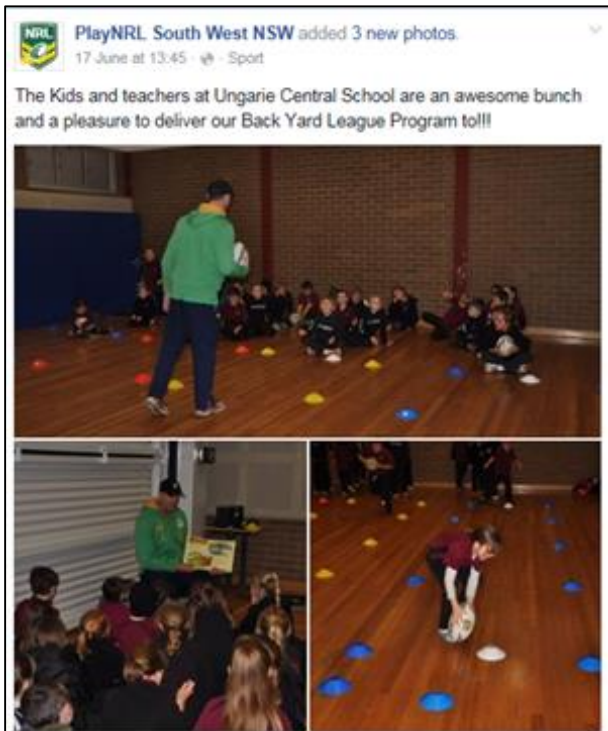 NRL
PlayNRL South West NSW added 3 new photos.
17 June at 13:45 · Sport
The Kids and teachers at Ungarie Central School are an awesome bunch
and a pleasure to deliver our Back Yard League Program to!!!